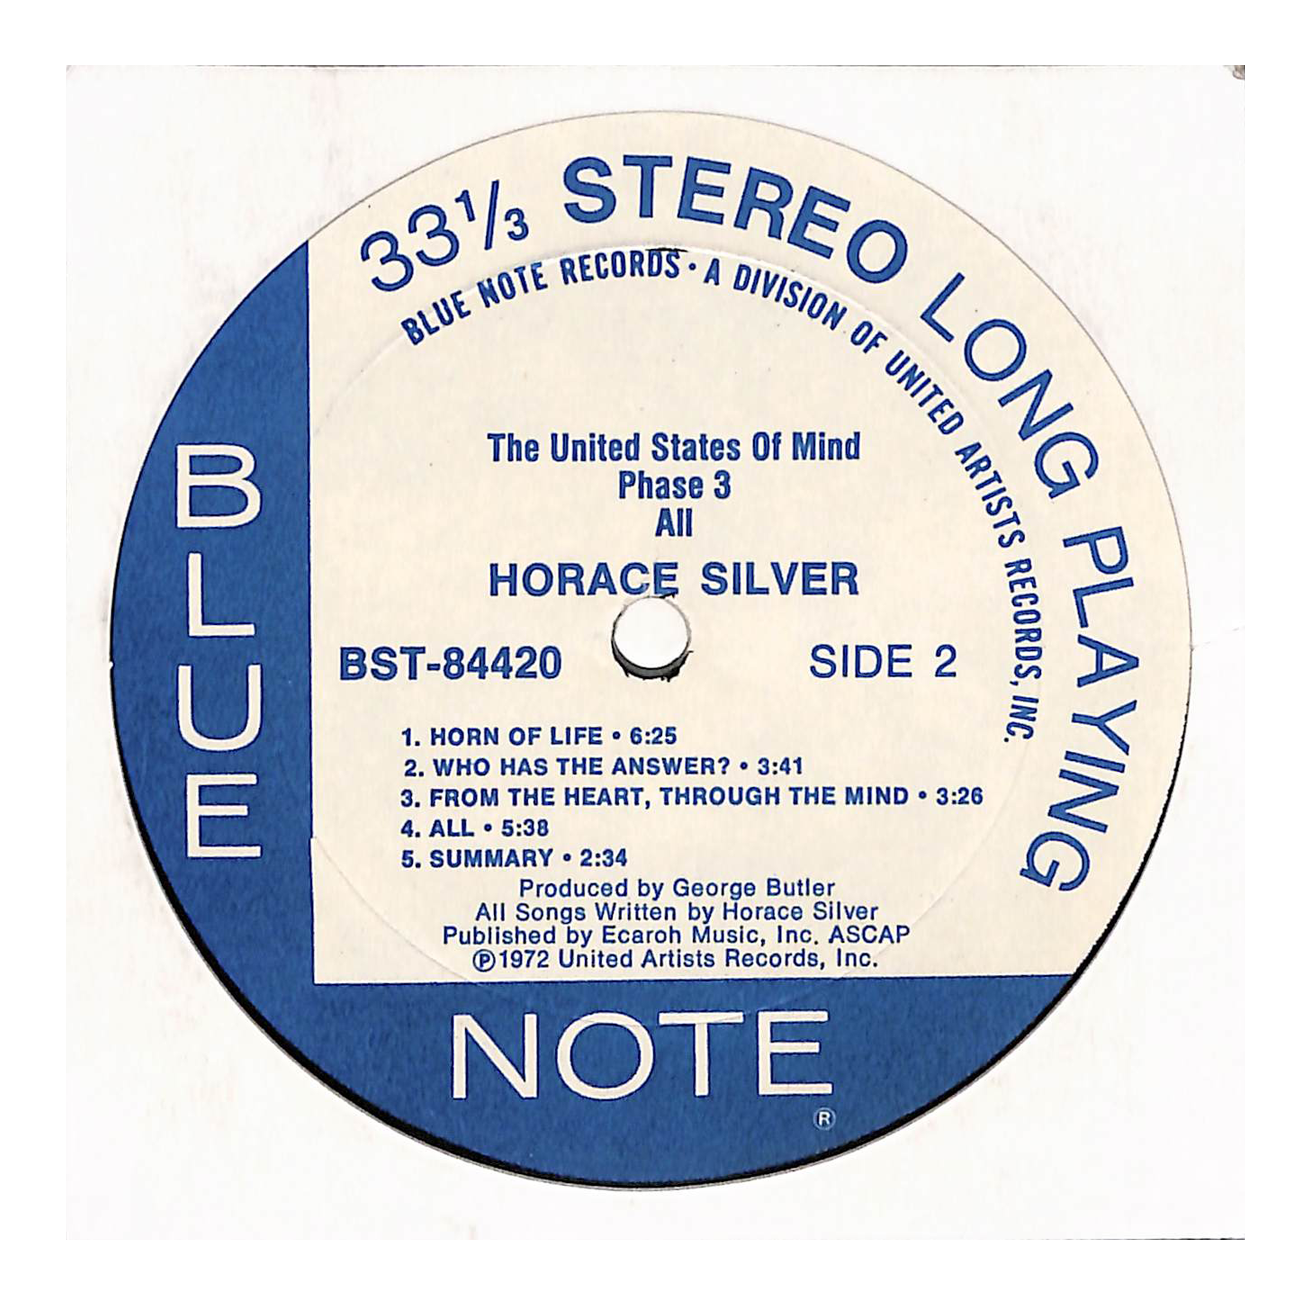 33⅓ STEREO LONG PLAYING
BLUE NOTE RECORDS · A DIVISION OF UNITED ARTISTS RECORDS, INC.
The United States Of Mind
Phase 3
All
HORACE SILVER
BST-84420
SIDE 2
1. HORN OF LIFE • 6:25
2. WHO HAS THE ANSWER? • 3:41
3. FROM THE HEART, THROUGH THE MIND • 3:26
4. ALL • 5:38
5. SUMMARY • 2:34
Produced by George Butler
All Songs Written by Horace Silver
Published by Ecaroh Music, Inc. ASCAP
℗1972 United Artists Records, Inc.
BLUE
NOTE
®